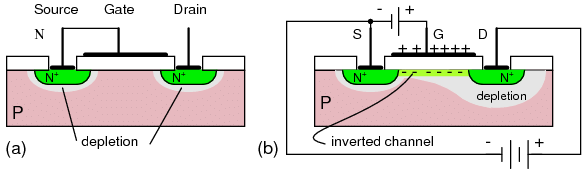 Source Gate Drain
N
N+ N+
P
depletion
(a)
- +
S G D
+ + + + + + +
N+ - - - - - - - N+
depletion
P
inverted channel
- +
(b)